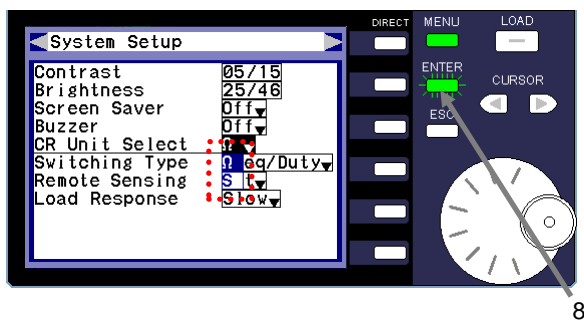 DIRECT MENU LOAD
System Setup
ENTER
CURSOR
ESC
Contrast 05/15
Brightness 25/46
Screen Saver Off
Buzzer Off
CR Unit Select Ω
Switching Type Ω eq/Duty
Remote Sensing S t
Load Response Slow
8